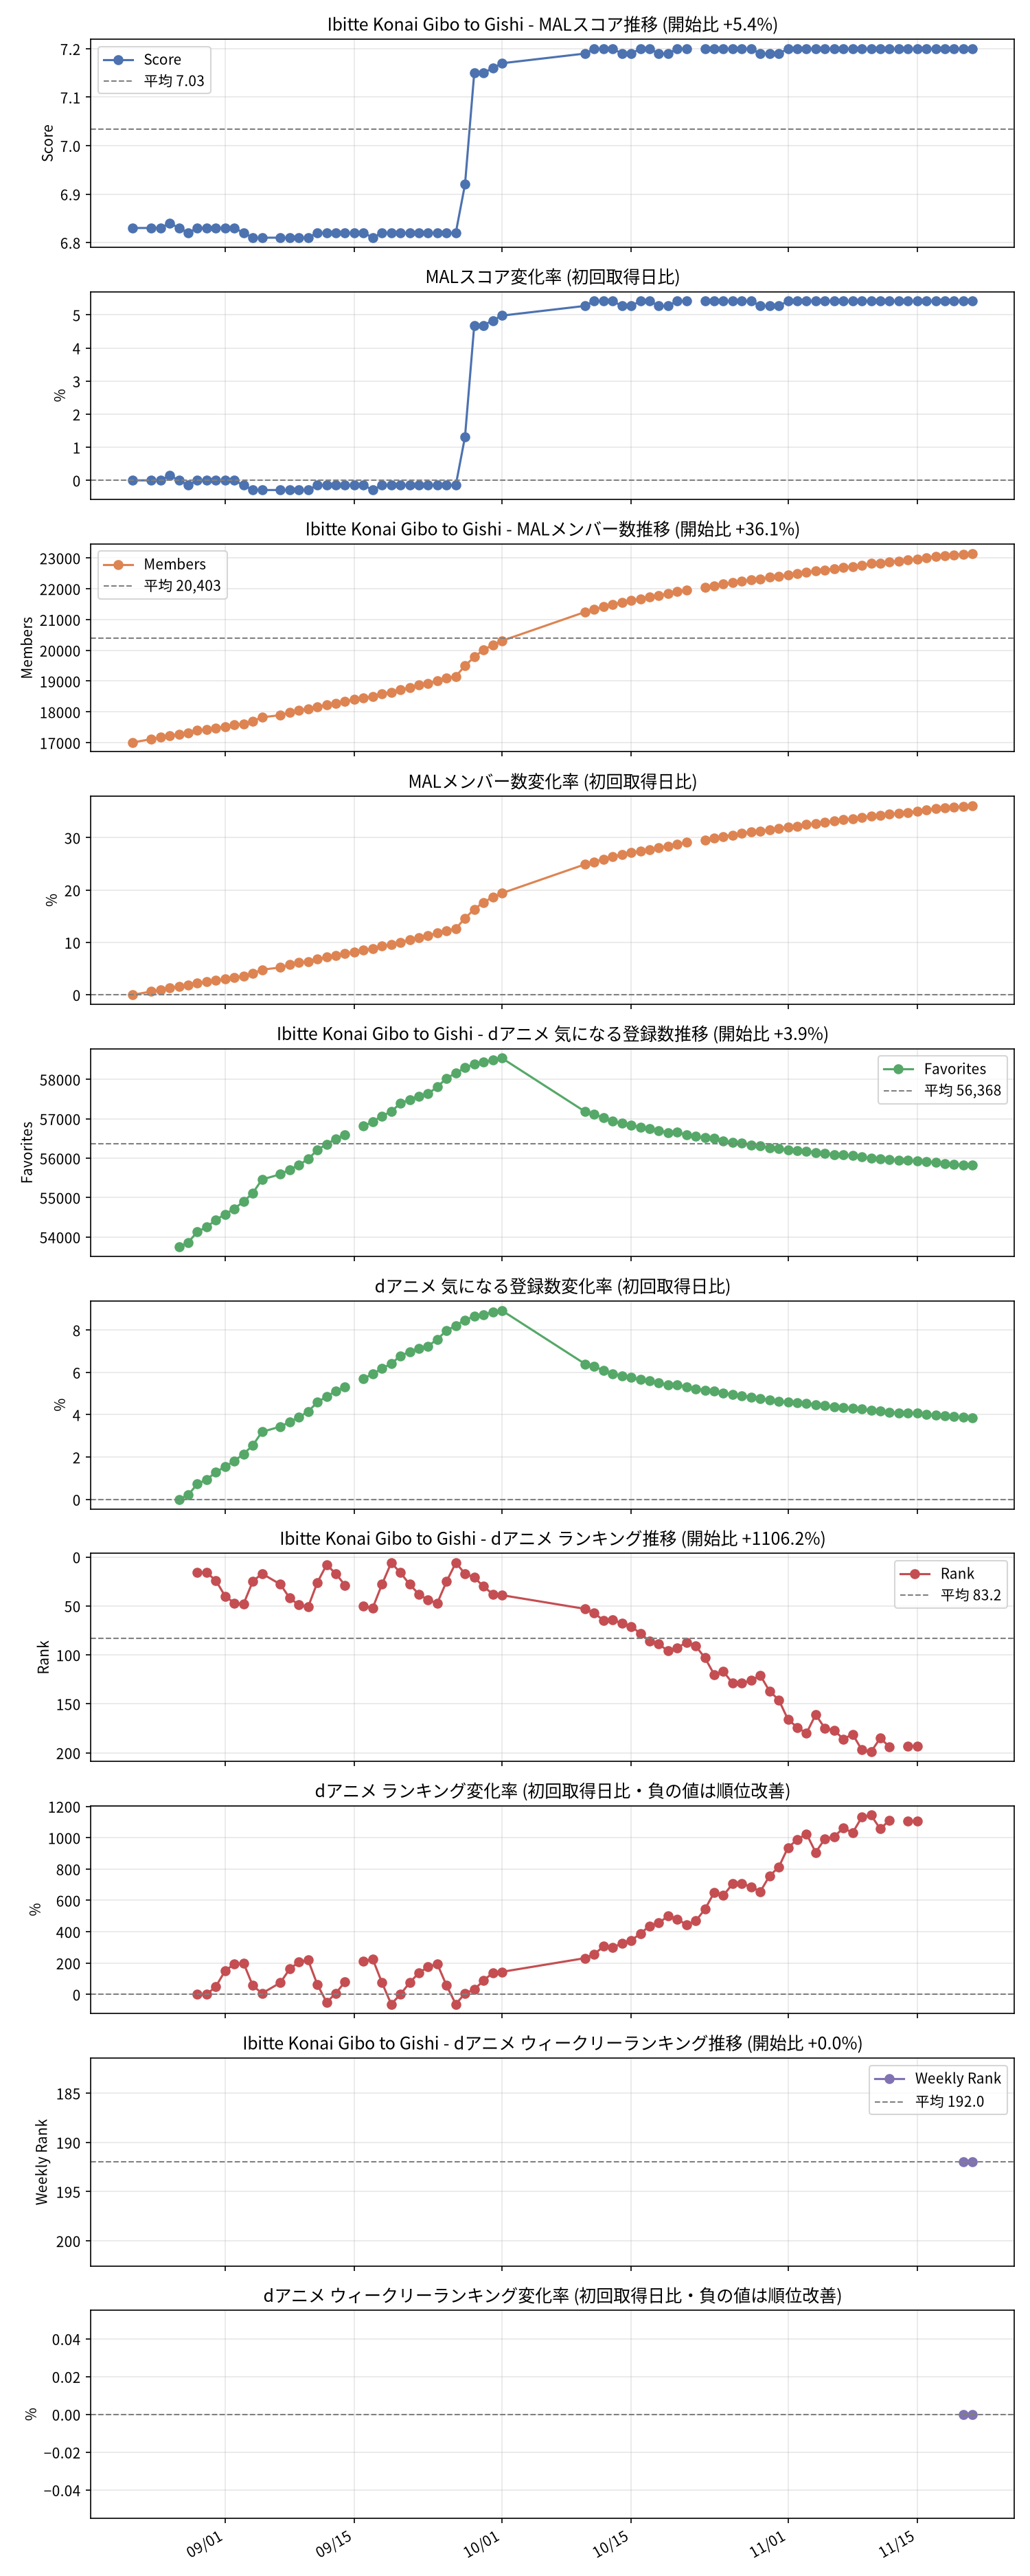 Ibitte Konai Gibo to Gishi - MALスコア推移 (開始比 +5.4%)
Score
平均 7.03
Score
7.2
7.1
7.0
6.9
6.8
MALスコア変化率 (初回取得日比)
%
5
4
3
2
1
0
Ibitte Konai Gibo to Gishi - MALメンバー数推移 (開始比 +36.1%)
Members
平均 20,403
Members
23000
22000
21000
20000
19000
18000
17000
MALメンバー数変化率 (初回取得日比)
%
30
20
10
0
Ibitte Konai Gibo to Gishi - dアニメ 気になる登録数推移 (開始比 +3.9%)
Favorites
平均 56,368
Favorites
58000
57000
56000
55000
54000
dアニメ 気になる登録数変化率 (初回取得日比)
%
8
6
4
2
0
Ibitte Konai Gibo to Gishi - dアニメ ランキング推移 (開始比 +1106.2%)
Rank
平均 83.2
Rank
0
50
100
150
200
dアニメ ランキング変化率 (初回取得日比・負の値は順位改善)
%
1200
1000
800
600
400
200
0
Ibitte Konai Gibo to Gishi - dアニメ ウィークリーランキング推移 (開始比 +0.0%)
Weekly Rank
平均 192.0
Weekly Rank
185
190
195
200
dアニメ ウィークリーランキング変化率 (初回取得日比・負の値は順位改善)
%
0.04
0.02
0.00
−0.02
−0.04
09/01
09/15
10/01
10/15
11/01
11/15